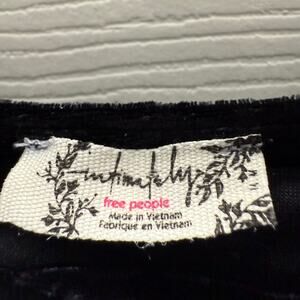 intimately
free people
Made in Vietnam
Fabriqué en Vietnam